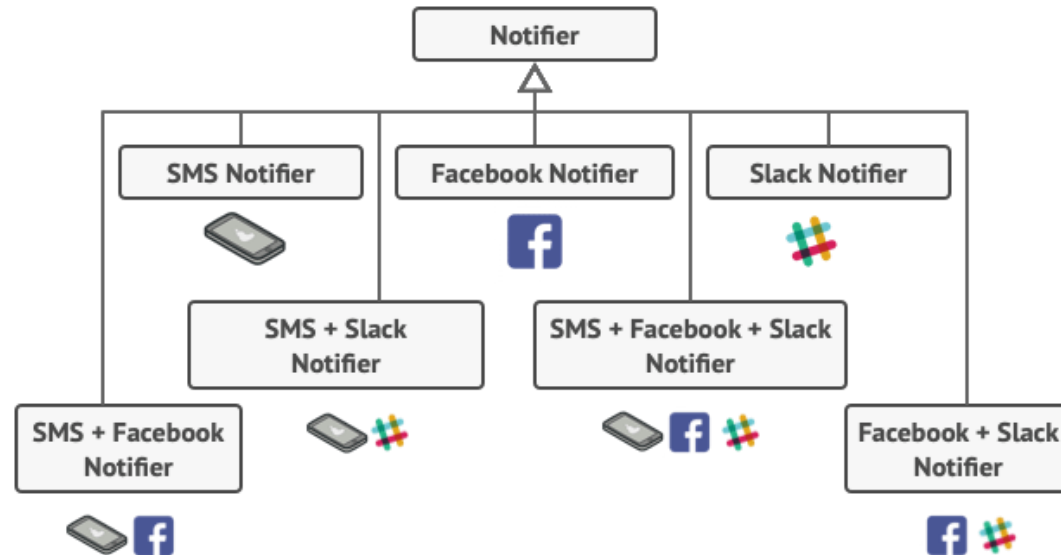 Notifier
SMS Notifier
Facebook Notifier
Slack Notifier
SMS + Slack
Notifier
SMS + Facebook + Slack
Notifier
SMS + Facebook
Notifier
Facebook + Slack
Notifier